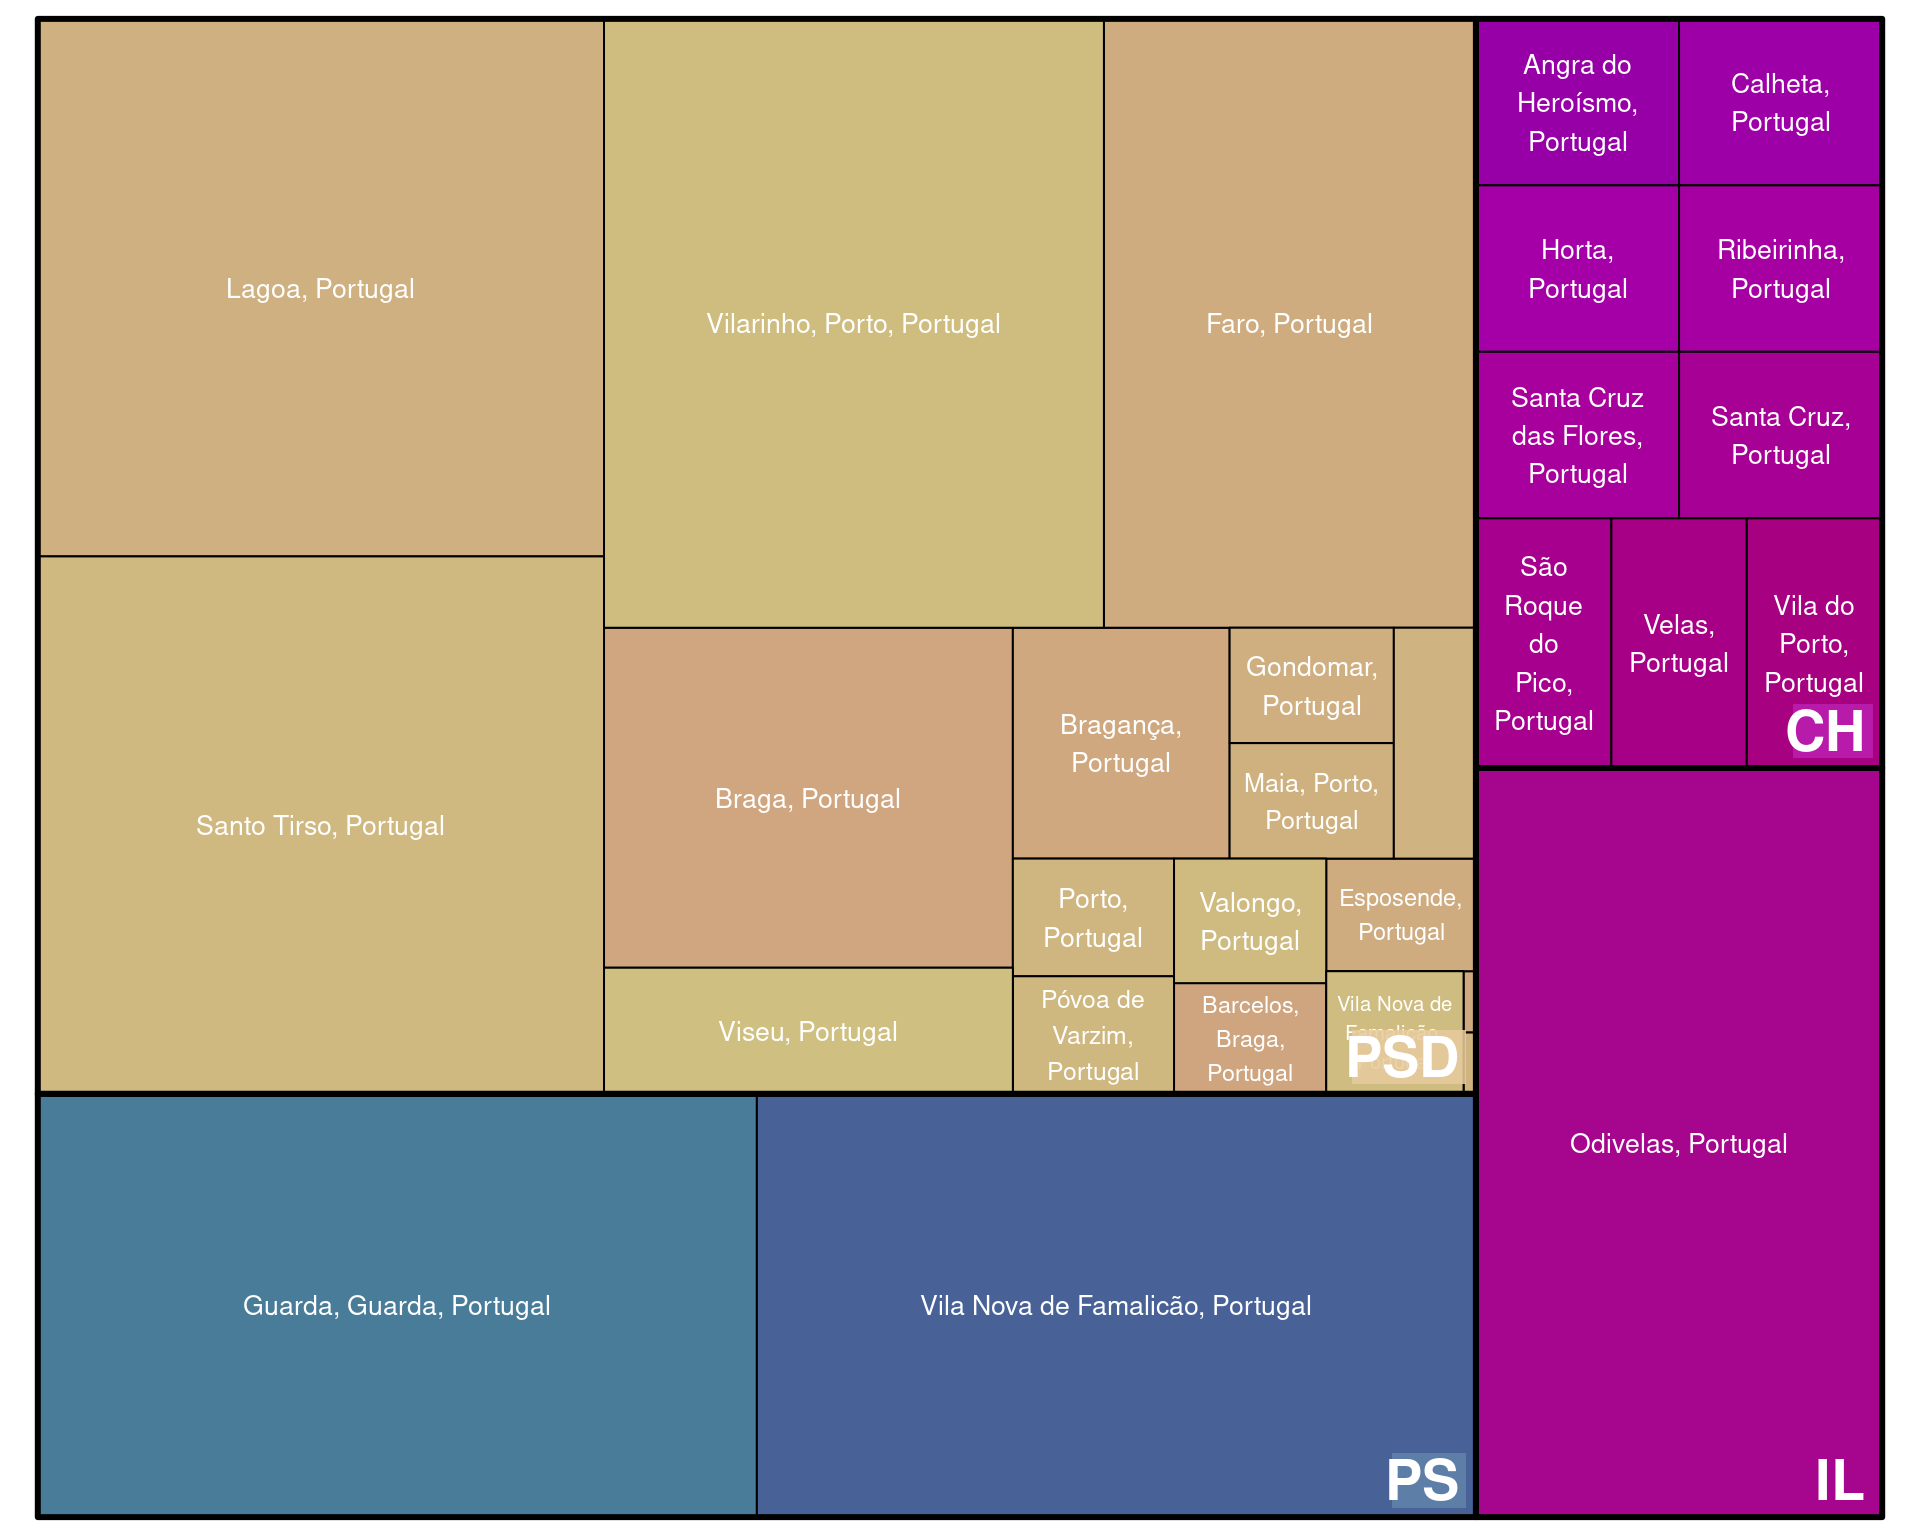 Lagoa, Portugal
Vilarinho, Porto, Portugal
Faro, Portugal
Santo Tirso, Portugal
Braga, Portugal
Viseu, Portugal
Bragança,
Portugal
Gondomar,
Portugal
Maia, Porto,
Portugal
Porto,
Portugal
Póvoa de
Varzim,
Portugal
Valongo,
Portugal
Barcelos,
Braga,
Portugal
Esposende,
Portugal
Vila Nova de
PSD
Guarda, Guarda, Portugal
Vila Nova de Famalicão, Portugal
PS
Angra do
Heroísmo,
Portugal
Calheta,
Portugal
Horta,
Portugal
Ribeirinha,
Portugal
Santa Cruz
das Flores,
Portugal
Santa Cruz,
Portugal
São
Roque
do
Pico,
Portugal
Velas,
Portugal
Vila do
Porto,
Portugal
CH
Odivelas, Portugal
IL